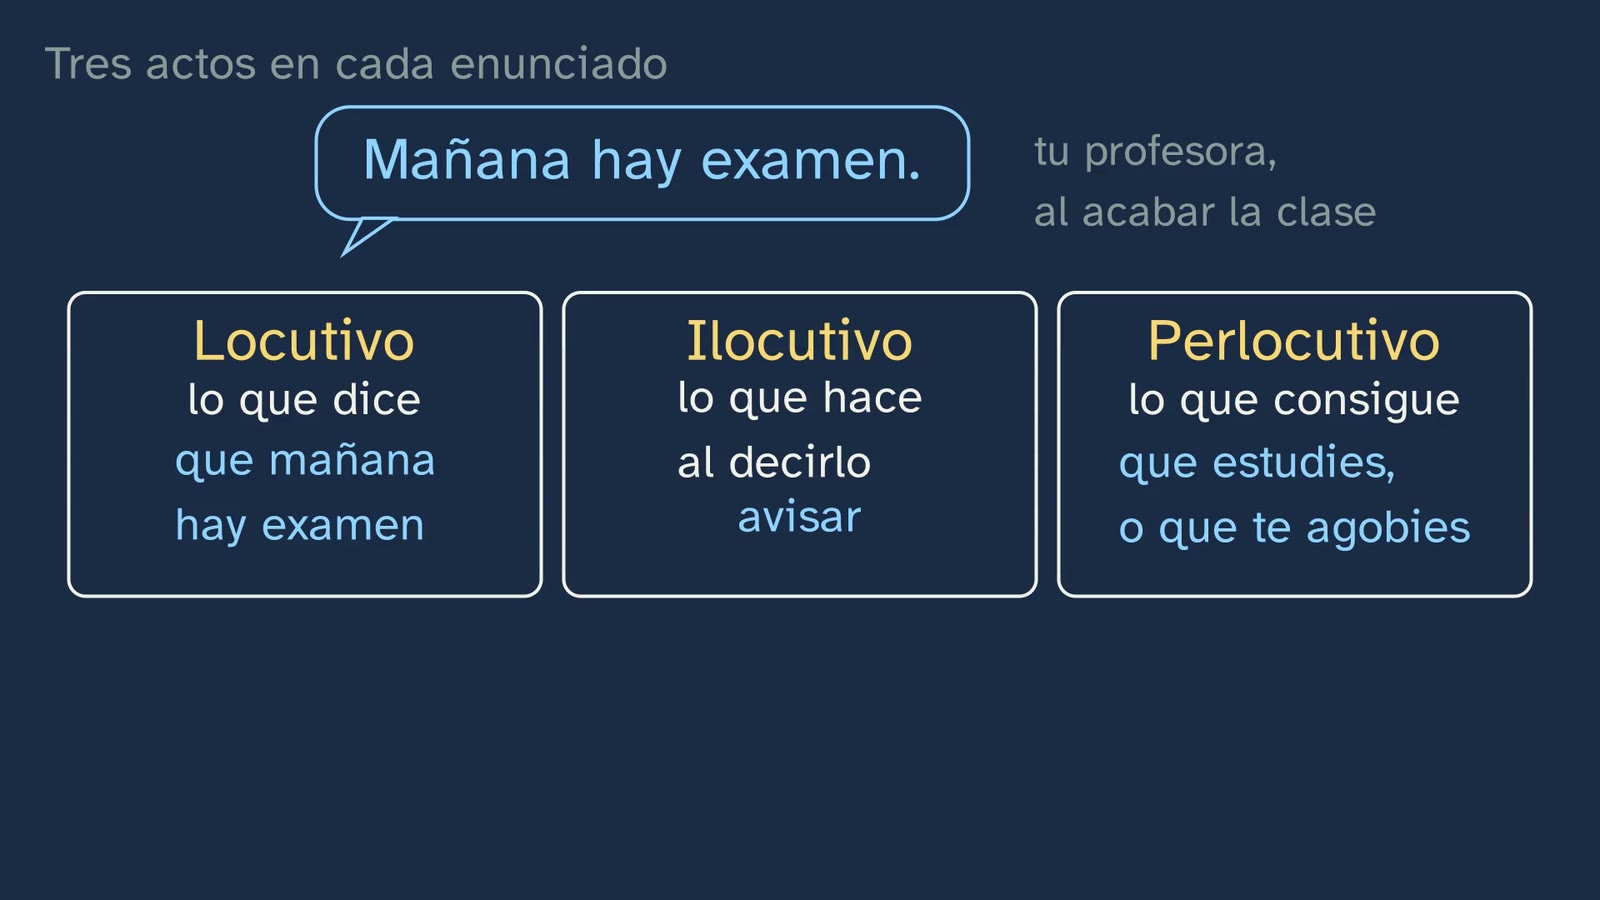 Tres actos en cada enunciado
Mañana hay examen.
tu profesora,
al acabar la clase
Locutivo
lo que dice
que mañana
hay examen
Ilocutivo
lo que hace
al decirlo
avisar
Perlocutivo
lo que consigue
que estudies,
o que te agobies